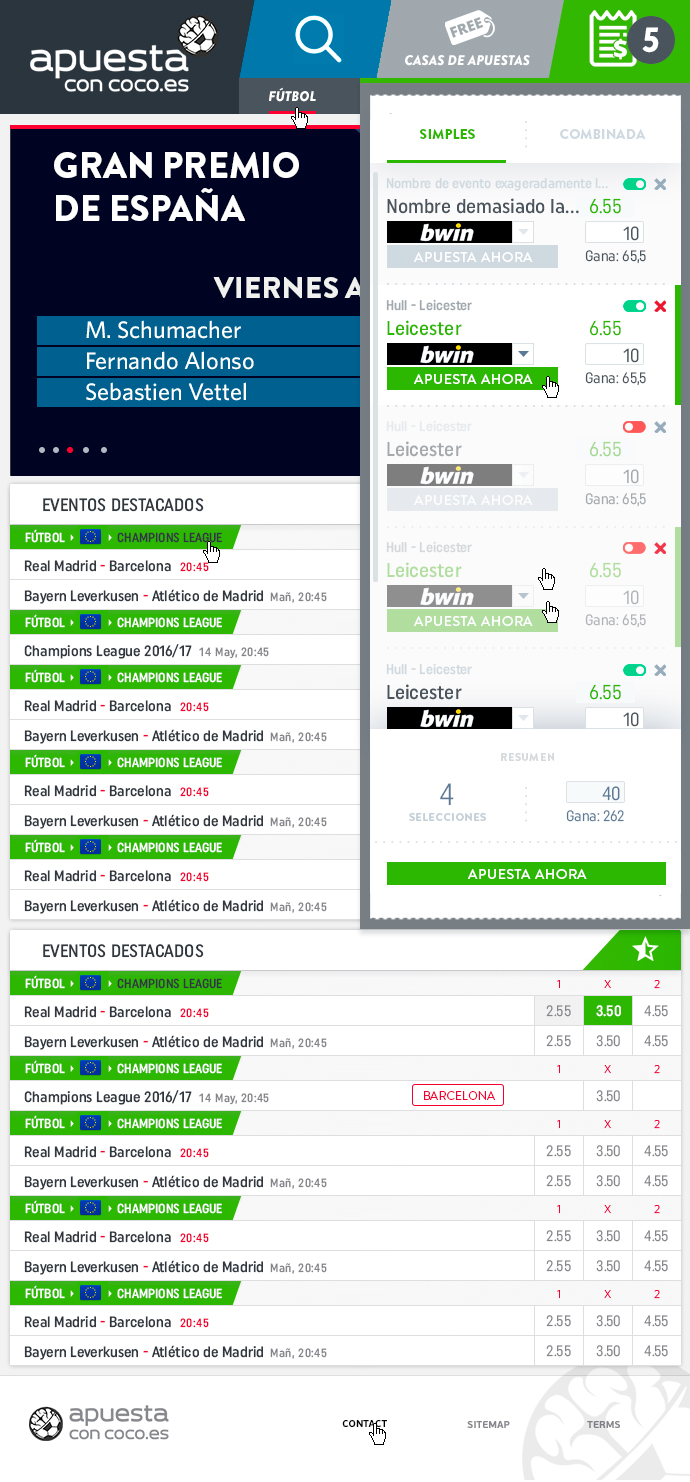 apuesta
con coco.es
FREE
CASAS DE APUESTAS
$
5
FÚTBOL
GRAN PREMIO
DE ESPAÑA
VIERNES A
M. Schumacher
Fernando Alonso
Sebastien Vettel
SIMPLES
COMBINADA
Nombre de evento exageradamente l...
Nombre demasiado la... 6.55
bwin 10
APUESTA AHORA Gana: 65,5
Hull - Leicester
Leicester 6.55
bwin 10
APUESTA AHORA Gana: 65,5
Hull - Leicester
Leicester 6.55
bwin 10
APUESTA AHORA Gana: 65,5
Hull - Leicester
Leicester 6.55
bwin 10
APUESTA AHORA Gana: 65,5
Hull - Leicester
Leicester 6.55
bwin 10
RESUMEN
4 40
SELECCIONES Gana: 262
APUESTA AHORA
EVENTOS DESTACADOS
FÚTBOL CHAMPIONS LEAGUE
Real Madrid - Barcelona 20:45
Bayern Leverkusen - Atlético de Madrid Mañ, 20:45
FÚTBOL CHAMPIONS LEAGUE
Champions League 2016/17 14 May, 20:45
FÚTBOL CHAMPIONS LEAGUE
Real Madrid - Barcelona 20:45
Bayern Leverkusen - Atlético de Madrid Mañ, 20:45
FÚTBOL CHAMPIONS LEAGUE
Real Madrid - Barcelona 20:45
Bayern Leverkusen - Atlético de Madrid Mañ, 20:45
FÚTBOL CHAMPIONS LEAGUE
Real Madrid - Barcelona 20:45
Bayern Leverkusen - Atlético de Madrid Mañ, 20:45
EVENTOS DESTACADOS
FÚTBOL CHAMPIONS LEAGUE 1 X 2
Real Madrid - Barcelona 20:45 2.55 3.50 4.55
Bayern Leverkusen - Atlético de Madrid Mañ, 20:45 2.55 3.50 4.55
FÚTBOL CHAMPIONS LEAGUE 1 X 2
Champions League 2016/17 14 May, 20:45 BARCELONA 3.50
FÚTBOL CHAMPIONS LEAGUE 1 X 2
Real Madrid - Barcelona 20:45 2.55 3.50 4.55
Bayern Leverkusen - Atlético de Madrid Mañ, 20:45 2.55 3.50 4.55
FÚTBOL CHAMPIONS LEAGUE 1 X 2
Real Madrid - Barcelona 20:45 2.55 3.50 4.55
Bayern Leverkusen - Atlético de Madrid Mañ, 20:45 2.55 3.50 4.55
FÚTBOL CHAMPIONS LEAGUE 1 X 2
Real Madrid - Barcelona 20:45 2.55 3.50 4.55
Bayern Leverkusen - Atlético de Madrid Mañ, 20:45 2.55 3.50 4.55
apuesta
con coco.es
CONTACT SITEMAP TERMS